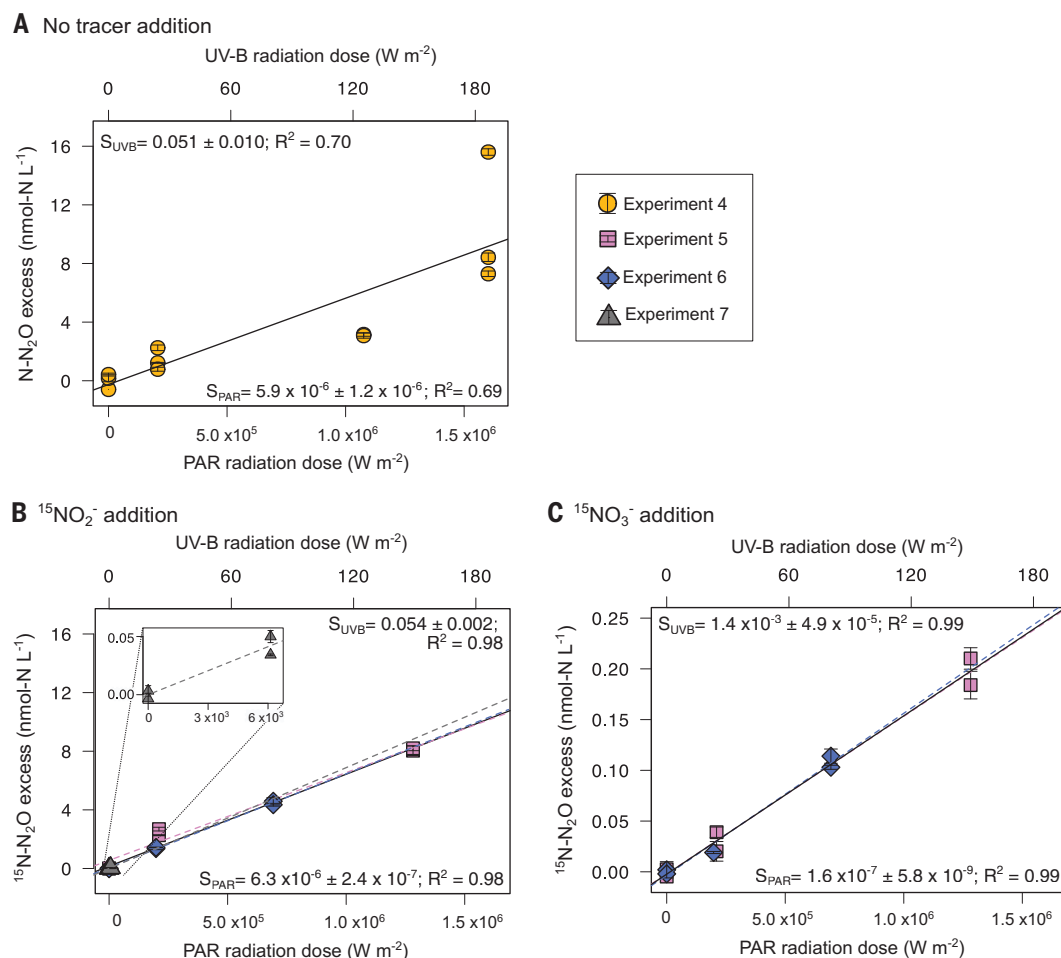 A No tracer addition
UV-B radiation dose (W m⁻²)
0 60 120 180
S_UVB= 0.051 ± 0.010; R² = 0.70
16
12
8
4
0
N-N₂O excess (nmol-N L⁻¹)
S_PAR= 5.9 x 10⁻⁶ ± 1.2 x 10⁻⁶; R²= 0.69
0 5.0 x10⁵ 1.0 x10⁶ 1.5 x10⁶
PAR radiation dose (W m⁻²)
Experiment 4
Experiment 5
Experiment 6
Experiment 7
B ¹⁵NO₂⁻ addition
UV-B radiation dose (W m⁻²)
0 60 120 180
S_UVB= 0.054 ± 0.002;
R² = 0.98
16
12
8
4
0
¹⁵N-N₂O excess (nmol-N L⁻¹)
0.05
0.00
0 3 x10³ 6 x10³
S_PAR= 6.3 x10⁻⁶ ± 2.4 x 10⁻⁷; R² = 0.98
0 5.0 x10⁵ 1.0 x10⁶ 1.5 x10⁶
PAR radiation dose (W m⁻²)
C ¹⁵NO₃⁻ addition
UV-B radiation dose (W m⁻²)
0 60 120 180
S_UVB= 1.4 x10⁻³ ± 4.9 x 10⁻⁵; R² = 0.99
0.25
0.20
0.15
0.10
0.05
0.00
¹⁵N-N₂O excess (nmol-N L⁻¹)
S_PAR= 1.6 x10⁻⁷ ± 5.8 x 10⁻⁹; R² = 0.99
0 5.0 x10⁵ 1.0 x10⁶ 1.5 x10⁶
PAR radiation dose (W m⁻²)